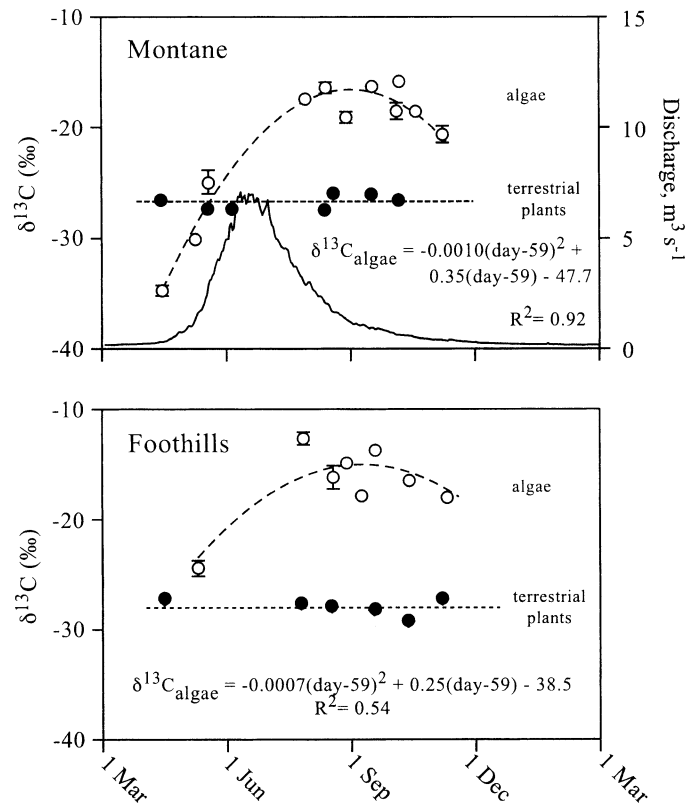 -10
15
Montane
algae
-20
10
δ13C (‰)
Discharge, m3 s-1
terrestrial
plants
-30
5
δ13Calgae = -0.0010(day-59)2 +
0.35(day-59) - 47.7
R2= 0.92
-40
0
-10
Foothills
algae
-20
δ13C (‰)
terrestrial
plants
-30
δ13Calgae = -0.0007(day-59)2 + 0.25(day-59) - 38.5
R2= 0.54
-40
1 Mar
1 Jun
1 Sep
1 Dec
1 Mar